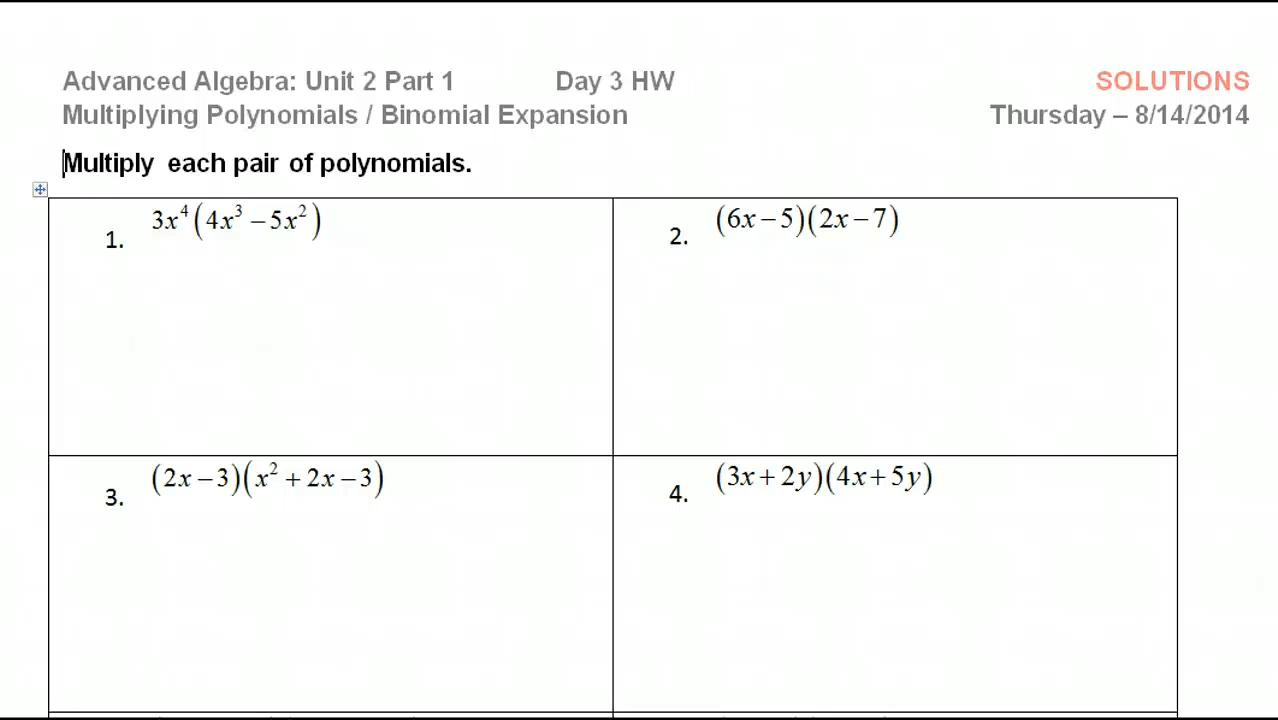 Advanced Algebra: Unit 2 Part 1 Day 3 HW SOLUTIONS
Multiplying Polynomials / Binomial Expansion Thursday – 8/14/2014
Multiply each pair of polynomials.
1. 3x⁴(4x³ − 5x²)
2. (6x − 5)(2x − 7)
3. (2x − 3)(x² + 2x − 3)
4. (3x + 2y)(4x + 5y)